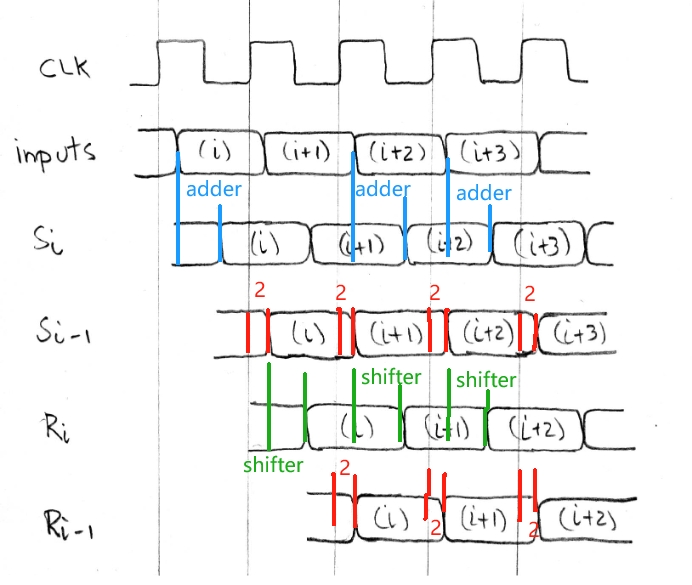 CLK
inputs (i) (i+1) (i+2) (i+3)
adder adder adder
Si (i) (i+1) (i+2) (i+3)
2 2 2 2
Si-1 (i) (i+1) (i+2) (i+3)
shifter shifter
Ri (i) (i+1) (i+2)
shifter 2
Ri-1 (i) (i+1) (i+2)
2 2